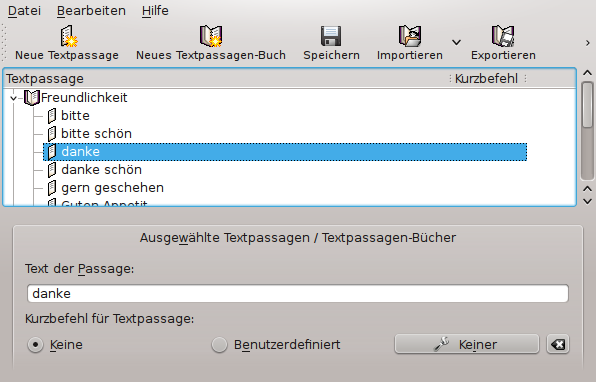 Datei Bearbeiten Hilfe
Neue Textpassage Neues Textpassagen-Buch Speichern Importieren Exportieren
Textpassage Kurzbefehl
Freundlichkeit
bitte
bitte schön
danke
danke schön
gern geschehen
Guten Appetit
Ausgewählte Textpassagen / Textpassagen-Bücher
Text der Passage:
danke
Kurzbefehl für Textpassage:
Keine Benutzerdefiniert Keiner